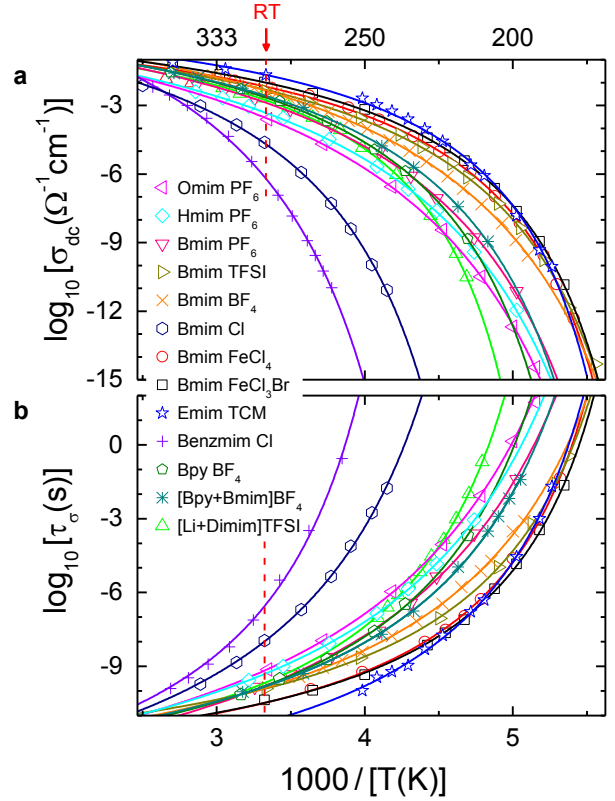 RT
333 250 200
a
-3
-6
-9
-12
-15
log₁₀ [σdc(Ω⁻¹cm⁻¹)]
Omim PF₆
Hmim PF₆
Bmim PF₆
Bmim TFSI
Bmim BF₄
Bmim Cl
Bmim FeCl₄
Bmim FeCl₃Br
Emim TCM
Benzmim Cl
Bpy BF₄
[Bpy+Bmim]BF₄
[Li+Dimim]TFSI
b
0
-3
-6
-9
log₁₀ [τσ(s)]
3 4 5
1000 / [T(K)]